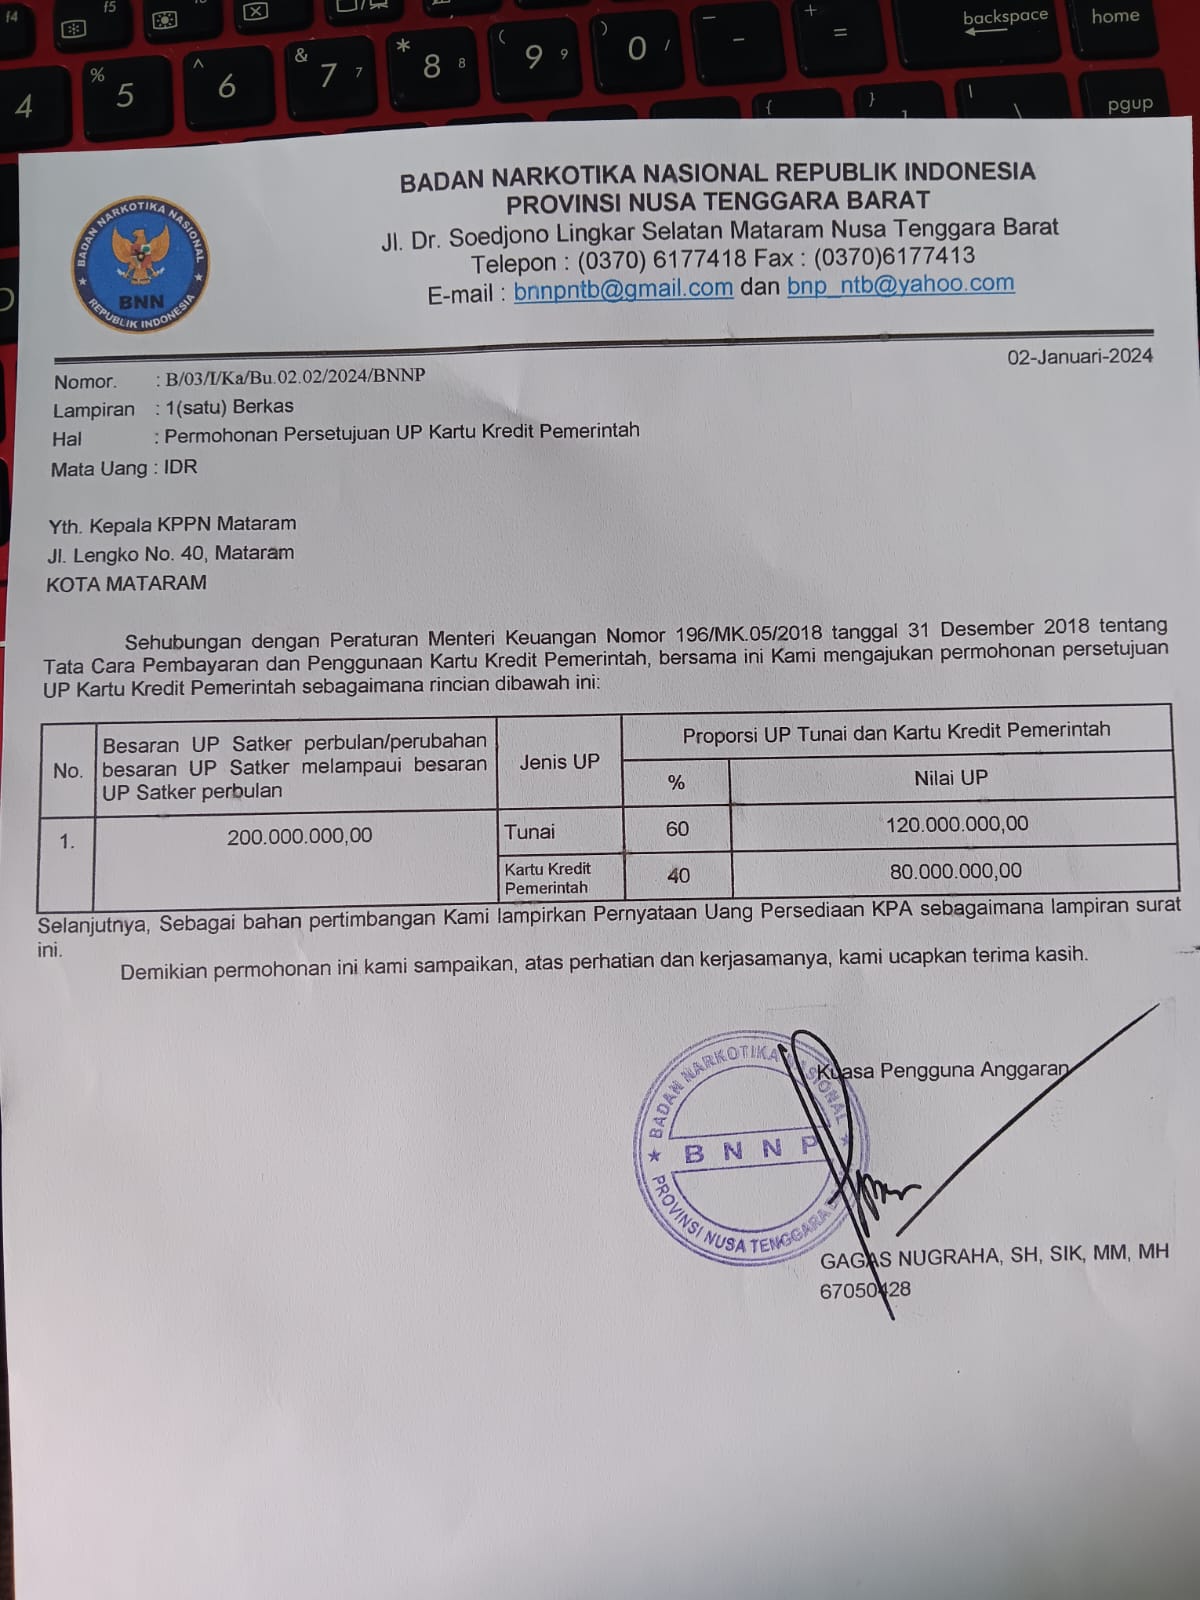 f4
f5
% 5
^ 6
& 7 7
* 8 8
( 9 9
) 0 /
4
backspace
home
pgup
BADAN NARKOTIKA NASIONAL
BNN
REPUBLIK INDONESIA
BADAN NARKOTIKA NASIONAL REPUBLIK INDONESIA
PROVINSI NUSA TENGGARA BARAT
Jl. Dr. Soedjono Lingkar Selatan Mataram Nusa Tenggara Barat
Telepon : (0370) 6177418 Fax : (0370)6177413
E-mail : bnnpntb@gmail.com dan bnp_ntb@yahoo.com
02-Januari-2024
Nomor. : B/03/I/Ka/Bu.02.02/2024/BNNP
Lampiran : 1(satu) Berkas
Hal : Permohonan Persetujuan UP Kartu Kredit Pemerintah
Mata Uang : IDR
Yth. Kepala KPPN Mataram
Jl. Lengko No. 40, Mataram
KOTA MATARAM
Sehubungan dengan Peraturan Menteri Keuangan Nomor 196/MK.05/2018 tanggal 31 Desember 2018 tentang
Tata Cara Pembayaran dan Penggunaan Kartu Kredit Pemerintah, bersama ini Kami mengajukan permohonan persetujuan
UP Kartu Kredit Pemerintah sebagaimana rincian dibawah ini:
No.
Besaran UP Satker perbulan/perubahan
besaran UP Satker melampaui besaran
UP Satker perbulan
Jenis UP
Proporsi UP Tunai dan Kartu Kredit Pemerintah
%
Nilai UP
1.
200.000.000,00
Tunai
60
120.000.000,00
Kartu Kredit
Pemerintah
40
80.000.000,00
Selanjutnya, Sebagai bahan pertimbangan Kami lampirkan Pernyataan Uang Persediaan KPA sebagaimana lampiran surat
ini.
Demikian permohonan ini kami sampaikan, atas perhatian dan kerjasamanya, kami ucapkan terima kasih.
Kuasa Pengguna Anggaran
BADAN NARKOTIKA NASIONAL
BNNP
PROVINSI NUSA TENGGARA
GAGAS NUGRAHA, SH, SIK, MM, MH
67050428